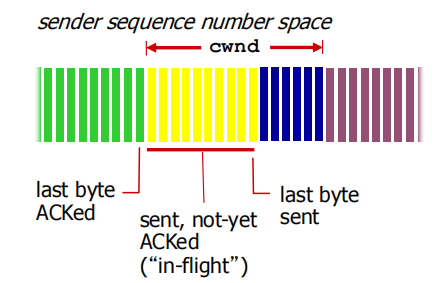 sender sequence number space
cwnd
last byte
ACKed
sent, not-yet
ACKed
("in-flight")
last byte
sent